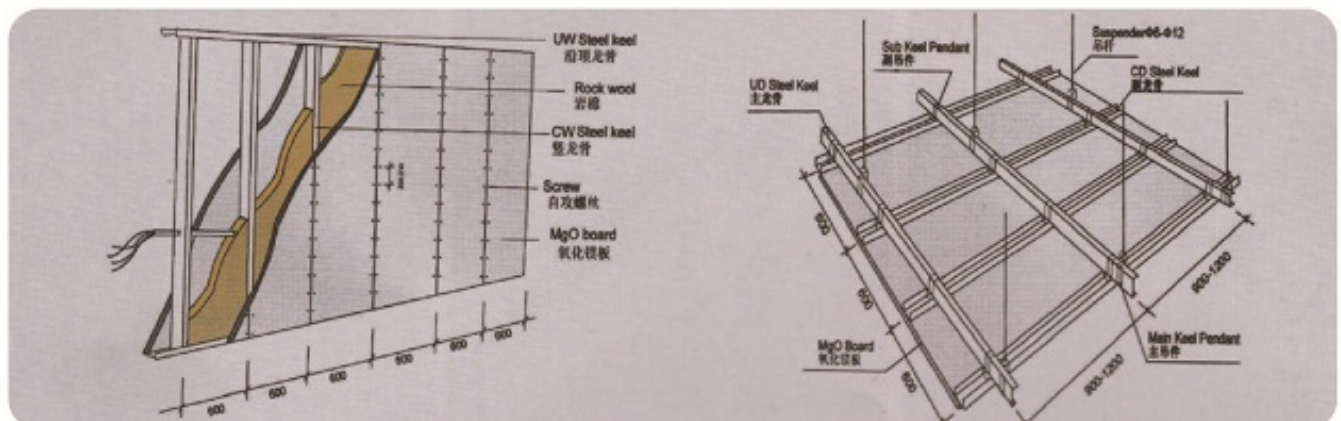 UW Steel keel
沿顶龙骨
Rock wool
岩棉
CW Steel keel
竖龙骨
Screw
自攻螺丝
MgO board
氧化镁板
600
600
600
600
600
600
Suspender Φ6-Φ12
吊杆
Sub Keel Pendant
副吊件
CD Steel Keel
副龙骨
UD Steel Keel
主龙骨
600
600
600
900-1200
900-1200
MgO Board
氧化镁板
Main Keel Pendant
主吊件